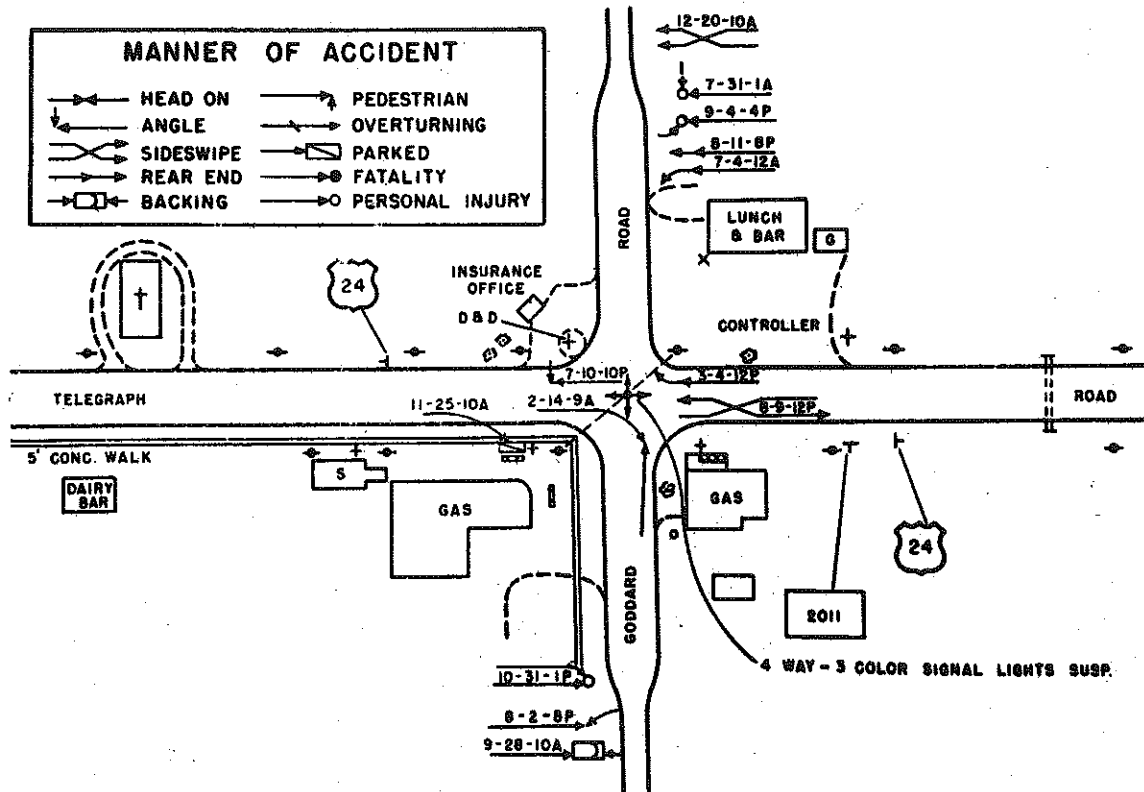 MANNER OF ACCIDENT
HEAD ON
PEDESTRIAN
ANGLE
OVERTURNING
SIDESWIPE
PARKED
REAR END
FATALITY
BACKING
PERSONAL INJURY
12-20-10A
7-31-1A
9-4-4P
8-11-8P
7-4-12A
ROAD
LUNCH
& BAR
G
24
INSURANCE
OFFICE
D & D
CONTROLLER
7-10-10P
3-4-12P
TELEGRAPH
11-25-10A
2-14-9A
8-9-12P
ROAD
5' CONC. WALK
DAIRY
BAR
S
GAS
GAS
24
GODDARD
2011
4 WAY - 3 COLOR SIGNAL LIGHTS SUSP.
10-31-1P
8-2-8P
9-28-10A